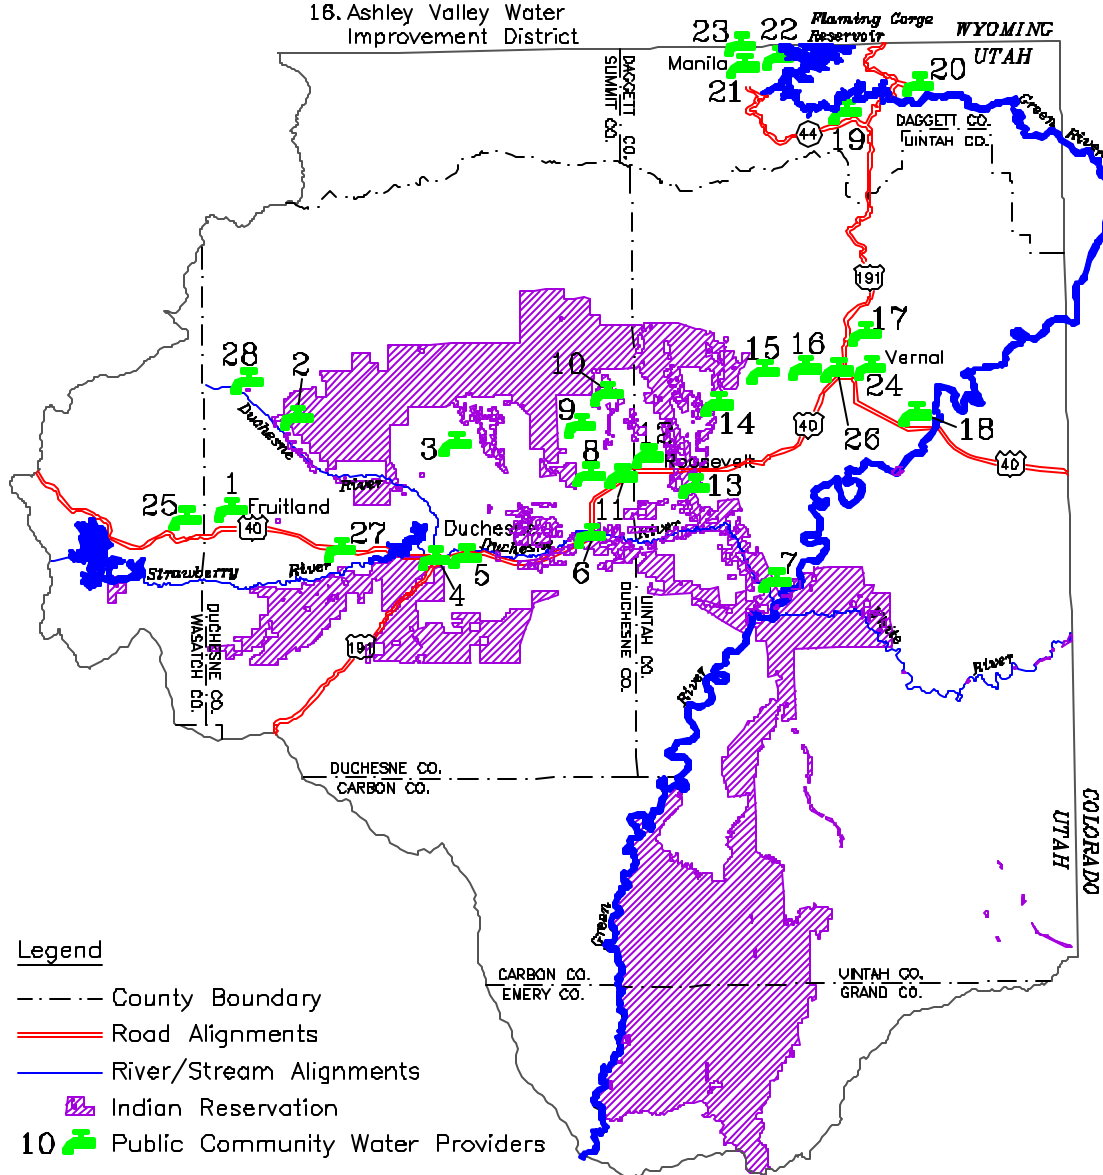 16. Ashley Valley Water
Improvement District
Flaming Gorge
Reservoir
WYOMING
UTAH
23
22
Manila
21
20
19
44
DAGGETT CO.
SUMMIT CO.
DAGGETT CO.
UINTAH CO.
Green River
191
17
Vernal
15
16
24
26
18
40
40
14
28
2
Duchesne
River
3
10
9
8
12
Roosevelt
11
13
25
1
Fruitland
40
27
Duchesne
Duchesne
River
5
4
6
7
Strawberry
River
DUCHESNE CO.
WASATCH CO.
191
UINTAH CO.
DUCHESNE CO.
White
River
River
DUCHESNE CO.
CARBON CO.
COLORADO
UTAH
Green
CARBON CO.
EMERY CO.
UINTAH CO.
GRAND CO.
Legend
County Boundary
Road Alignments
River/Stream Alignments
Indian Reservation
10 Public Community Water Providers